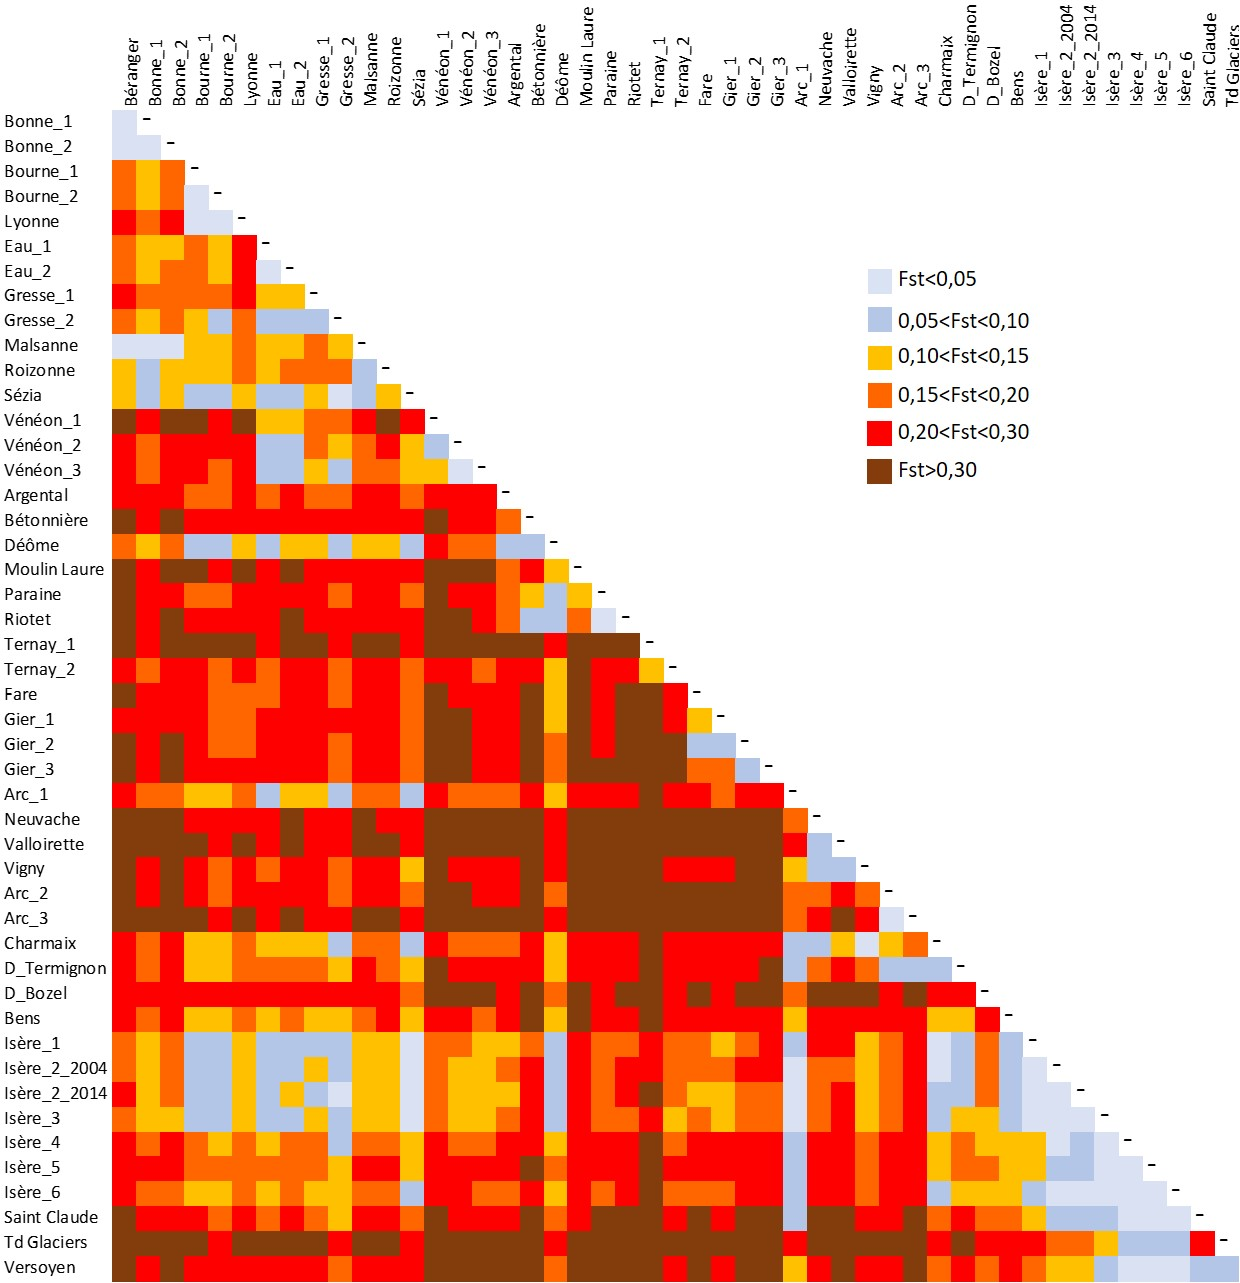 Béranger
Bonne_1
Bonne_2
Bourne_1
Bourne_2
Lyonne
Eau_1
Eau_2
Gresse_1
Gresse_2
Malsanne
Roizonne
Sézia
Vénéon_1
Vénéon_2
Vénéon_3
Argental
Bétonnière
Déôme
Moulin Laure
Paraine
Riotet
Ternay_1
Ternay_2
Fare
Gier_1
Gier_2
Gier_3
Arc_1
Neuvache
Valloirette
Vigny
Arc_2
Arc_3
Charmaix
D_Termignon
D_Bozel
Bens
Isère_1
Isère_2_2004
Isère_2_2014
Isère_3
Isère_4
Isère_5
Isère_6
Saint Claude
Td Glaciers
Bonne_1 -
Bonne_2 -
Bourne_1 -
Bourne_2 -
Lyonne -
Eau_1 -
Eau_2 -
Fst<0,05
Gresse_1 -
Gresse_2 -
0,05<Fst<0,10
Malsanne -
0,10<Fst<0,15
Roizonne -
Sézia -
0,15<Fst<0,20
Vénéon_1 -
0,20<Fst<0,30
Vénéon_2 -
Vénéon_3 -
Fst>0,30
Argental -
Bétonnière -
Déôme -
Moulin Laure -
Paraine -
Riotet -
Ternay_1 -
Ternay_2 -
Fare -
Gier_1 -
Gier_2 -
Gier_3 -
Arc_1 -
Neuvache -
Valloirette -
Vigny -
Arc_2 -
Arc_3 -
Charmaix -
D_Termignon -
D_Bozel -
Bens -
Isère_1 -
Isère_2_2004 -
Isère_2_2014 -
Isère_3 -
Isère_4 -
Isère_5 -
Isère_6 -
Saint Claude -
Td Glaciers -
Versoyen